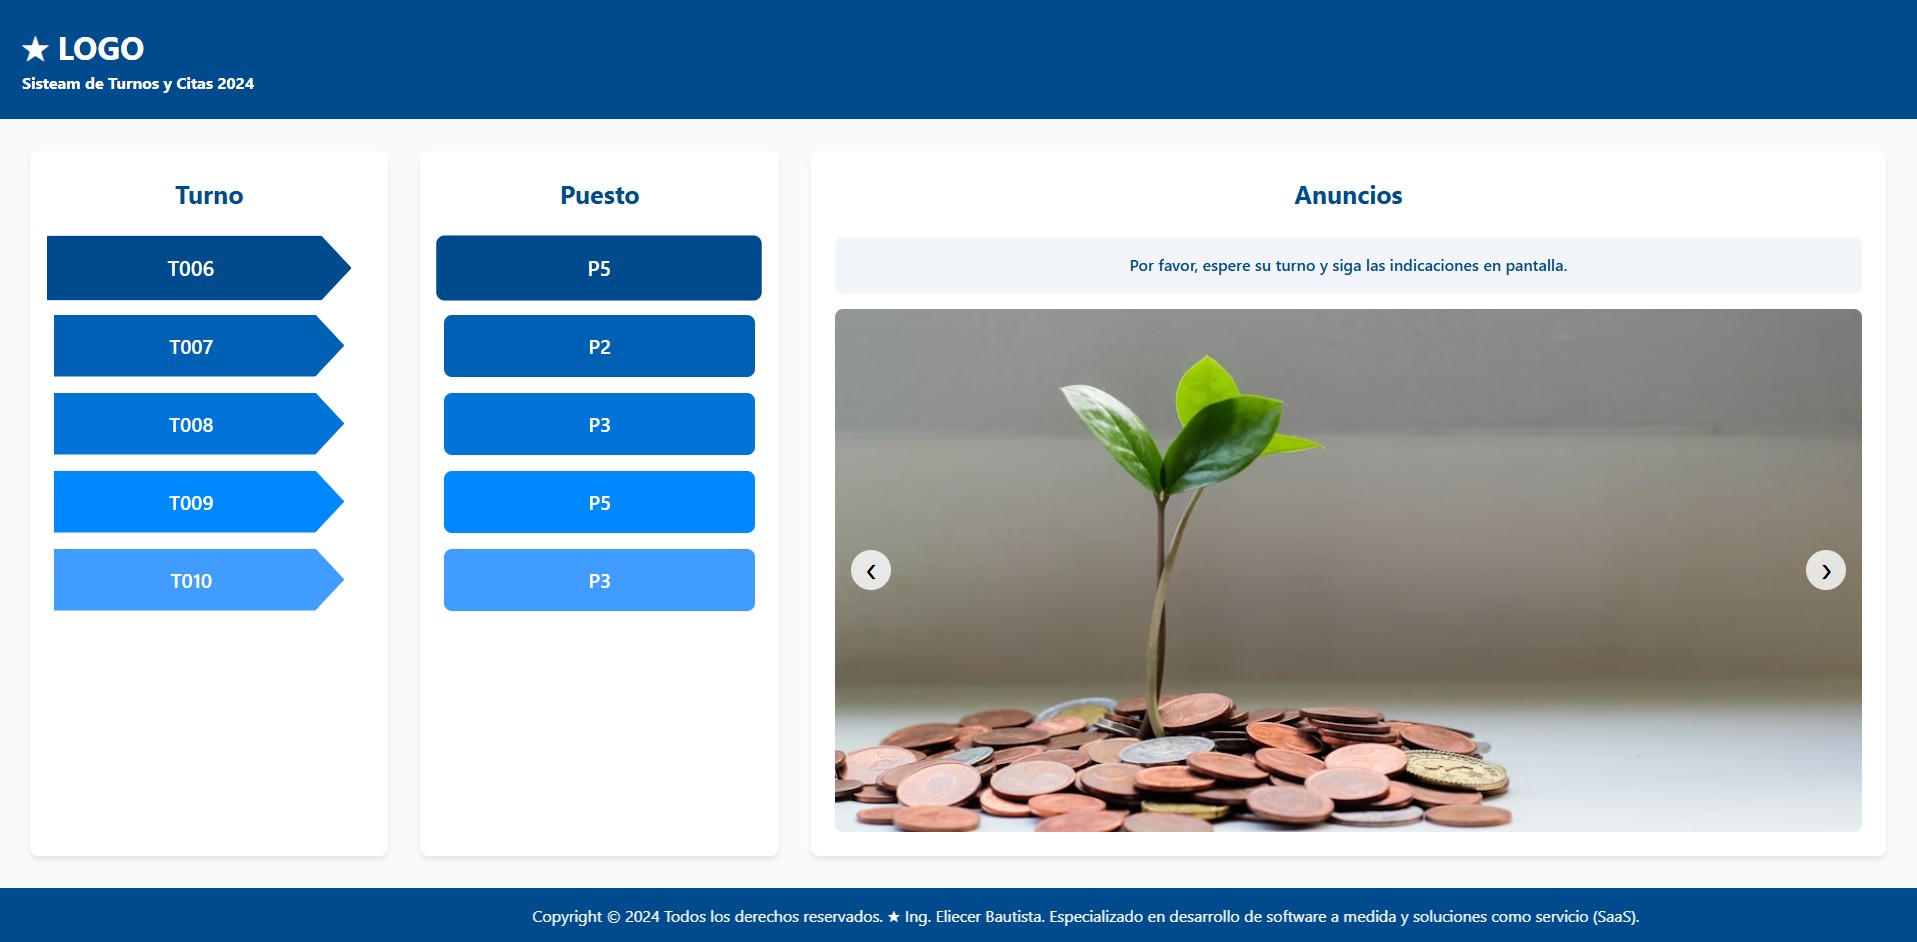 ★ LOGO
Sisteam de Turnos y Citas 2024
Turno
T006
T007
T008
T009
T010
Puesto
P5
P2
P3
P5
P3
Anuncios
Por favor, espere su turno y siga las indicaciones en pantalla.
‹
›
Copyright © 2024 Todos los derechos reservados. ★ Ing. Eliecer Bautista. Especializado en desarrollo de software a medida y soluciones como servicio (SaaS).